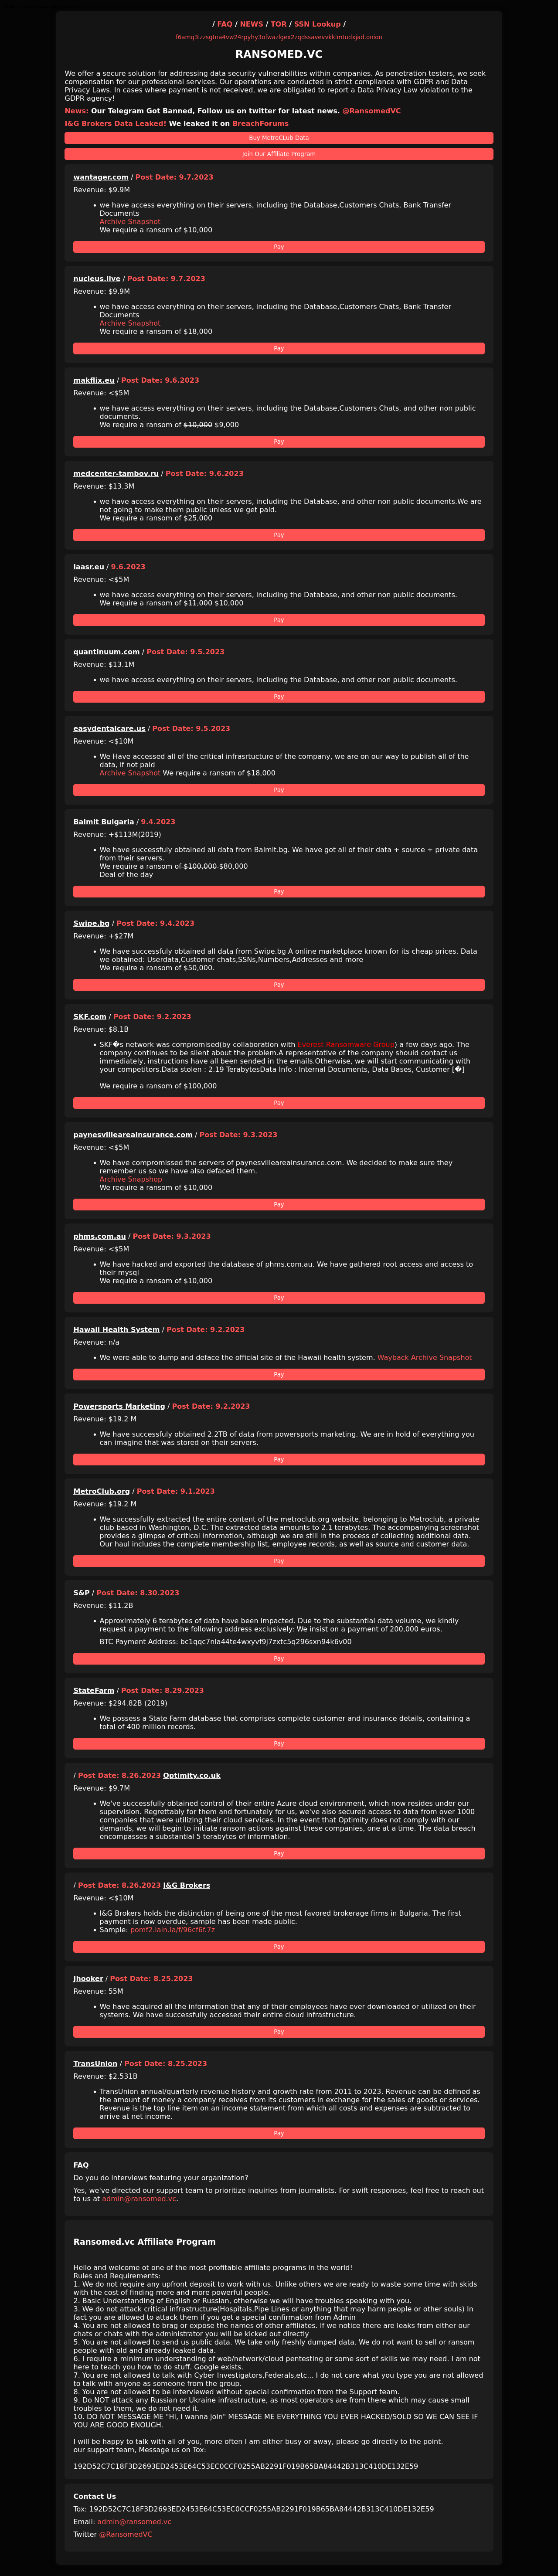 / FAQ / NEWS / TOR / SSN Lookup /
f6amq3izzsgtna4vw24rpyhy3ofwazlgex2zqdssavevvkklmtudxjad.onion
RANSOMED.VC
We offer a secure solution for addressing data security vulnerabilities within companies. As penetration testers, we seek
compensation for our professional services. Our operations are conducted in strict compliance with GDPR and Data
Privacy Laws. In cases where payment is not received, we are obligated to report a Data Privacy Law violation to the
GDPR agency!
News: Our Telegram Got Banned, Follow us on twitter for latest news. @RansomedVC
I&G Brokers Data Leaked! We leaked it on BreachForums
Buy MetroCLub Data
Join Our Affiliate Program
wantager.com / Post Date: 9.7.2023
Revenue: $9.9M
• we have access everything on their servers, including the Database,Customers Chats, Bank Transfer
Documents
Archive Snapshot
We require a ransom of $10,000
Pay
nucleus.live / Post Date: 9.7.2023
Revenue: $9.9M
• we have access everything on their servers, including the Database,Customers Chats, Bank Transfer
Documents
Archive Snapshot
We require a ransom of $18,000
Pay
makflix.eu / Post Date: 9.6.2023
Revenue: <$5M
• we have access everything on their servers, including the Database,Customers Chats, and other non public
documents.
We require a ransom of $10,000 $9,000
Pay
medcenter-tambov.ru / Post Date: 9.6.2023
Revenue: $13.3M
• we have access everything on their servers, including the Database, and other non public documents.We are
not going to make them public unless we get paid.
We require a ransom of $25,000
Pay
laasr.eu / 9.6.2023
Revenue: <$5M
• we have access everything on their servers, including the Database, and other non public documents.
We require a ransom of $11,000 $10,000
Pay
quantinuum.com / Post Date: 9.5.2023
Revenue: $13.1M
• we have access everything on their servers, including the Database, and other non public documents.
Pay
easydentalcare.us / Post Date: 9.5.2023
Revenue: <$10M
• We Have accessed all of the critical infrasrtucture of the company, we are on our way to publish all of the
data, if not paid
Archive Snapshot We require a ransom of $18,000
Pay
Balmit Bulgaria / 9.4.2023
Revenue: +$113M(2019)
• We have successfuly obtained all data from Balmit.bg. We have got all of their data + source + private data
from their servers.
We require a ransom of $100,000 $80,000
Deal of the day
Pay
Swipe.bg / Post Date: 9.4.2023
Revenue: +$27M
• We have successfuly obtained all data from Swipe.bg A online marketplace known for its cheap prices. Data
we obtained: Userdata,Customer chats,SSNs,Numbers,Addresses and more
We require a ransom of $50,000.
Pay
SKF.com / Post Date: 9.2.2023
Revenue: $8.1B
• SKF�s network was compromised(by collaboration with Everest Ransomware Group) a few days ago. The
company continues to be silent about the problem.A representative of the company should contact us
immediately, instructions have all been sended in the emails.Otherwise, we will start communicating with
your competitors.Data stolen : 2.19 TerabytesData Info : Internal Documents, Data Bases, Customer [�]
We require a ransom of $100,000
Pay
paynesvilleareainsurance.com / Post Date: 9.3.2023
Revenue: <$5M
• We have compromissed the servers of paynesvilleareainsurance.com. We decided to make sure they
remember us so we have also defaced them.
Archive Snapshop
We require a ransom of $10,000
Pay
phms.com.au / Post Date: 9.3.2023
Revenue: <$5M
• We have hacked and exported the database of phms.com.au. We have gathered root access and access to
their mysql
We require a ransom of $10,000
Pay
Hawaii Health System / Post Date: 9.2.2023
Revenue: n/a
• We were able to dump and deface the official site of the Hawaii health system. Wayback Archive Snapshot
Pay
Powersports Marketing / Post Date: 9.2.2023
Revenue: $19.2 M
• We have successfuly obtained 2.2TB of data from powersports marketing. We are in hold of everything you
can imagine that was stored on their servers.
Pay
MetroClub.org / Post Date: 9.1.2023
Revenue: $19.2 M
• We successfully extracted the entire content of the metroclub.org website, belonging to Metroclub, a private
club based in Washington, D.C. The extracted data amounts to 2.1 terabytes. The accompanying screenshot
provides a glimpse of critical information, although we are still in the process of collecting additional data.
Our haul includes the complete membership list, employee records, as well as source and customer data.
Pay
S&P / Post Date: 8.30.2023
Revenue: $11.2B
• Approximately 6 terabytes of data have been impacted. Due to the substantial data volume, we kindly
request a payment to the following address exclusively: We insist on a payment of 200,000 euros.
BTC Payment Address: bc1qqc7nla44te4wxyvf9j7zxtc5q296sxn94k6v00
Pay
StateFarm / Post Date: 8.29.2023
Revenue: $294.82B (2019)
• We possess a State Farm database that comprises complete customer and insurance details, containing a
total of 400 million records.
Pay
/ Post Date: 8.26.2023 Optimity.co.uk
Revenue: $9.7M
• We've successfully obtained control of their entire Azure cloud environment, which now resides under our
supervision. Regrettably for them and fortunately for us, we've also secured access to data from over 1000
companies that were utilizing their cloud services. In the event that Optimity does not comply with our
demands, we will begin to initiate ransom actions against these companies, one at a time. The data breach
encompasses a substantial 5 terabytes of information.
Pay
/ Post Date: 8.26.2023 I&G Brokers
Revenue: <$10M
• I&G Brokers holds the distinction of being one of the most favored brokerage firms in Bulgaria. The first
payment is now overdue, sample has been made public.
• Sample: pomf2.lain.la/f/96cf6f.7z
Pay
Jhooker / Post Date: 8.25.2023
Revenue: 55M
• We have acquired all the information that any of their employees have ever downloaded or utilized on their
systems. We have successfully accessed their entire cloud infrastructure.
Pay
TransUnion / Post Date: 8.25.2023
Revenue: $2.531B
• TransUnion annual/quarterly revenue history and growth rate from 2011 to 2023. Revenue can be defined as
the amount of money a company receives from its customers in exchange for the sales of goods or services.
Revenue is the top line item on an income statement from which all costs and expenses are subtracted to
arrive at net income.
Pay
FAQ
Do you do interviews featuring your organization?
Yes, we've directed our support team to prioritize inquiries from journalists. For swift responses, feel free to reach out
to us at admin@ransomed.vc.
Ransomed.vc Affiliate Program
Hello and welcome ot one of the most profitable affiliate programs in the world!
Rules and Requirements:
1. We do not require any upfront deposit to work with us. Unlike others we are ready to waste some time with skids
with the cost of finding more and more powerful people.
2. Basic Understanding of English or Russian, otherwise we will have troubles speaking with you.
3. We do not attack critical infrastructure(Hospitals,Pipe Lines or anything that may harm people or other souls) In
fact you are allowed to attack them if you get a special confirmation from Admin
4. You are not allowed to brag or expose the names of other affiliates. If we notice there are leaks from either our
chats or chats with the administrator you will be kicked out directly
5. You are not allowed to send us public data. We take only freshly dumped data. We do not want to sell or ransom
people with old and already leaked data.
6. I require a minimum understanding of web/network/cloud pentesting or some sort of skills we may need. I am not
here to teach you how to do stuff. Google exists.
7. You are not allowed to talk with Cyber Investigators,Federals,etc... I do not care what you type you are not allowed
to talk with anyone as someone from the group.
8. You are not allowed to be interviewed without special confirmation from the Support team.
9. Do NOT attack any Russian or Ukraine infrastructure, as most operators are from there which may cause small
troubles to them, we do not need it.
10. DO NOT MESSAGE ME "Hi, I wanna join" MESSAGE ME EVERYTHING YOU EVER HACKED/SOLD SO WE CAN SEE IF
YOU ARE GOOD ENOUGH.
I will be happy to talk with all of you, more often I am either busy or away, please go directly to the point.
our support team, Message us on Tox:
192D52C7C18F3D2693ED2453E64C53EC0CCF0255AB2291F019B65BA84442B313C410DE132E59
Contact Us
Tox: 192D52C7C18F3D2693ED2453E64C53EC0CCF0255AB2291F019B65BA84442B313C410DE132E59
Email: admin@ransomed.vc
Twitter @RansomedVC